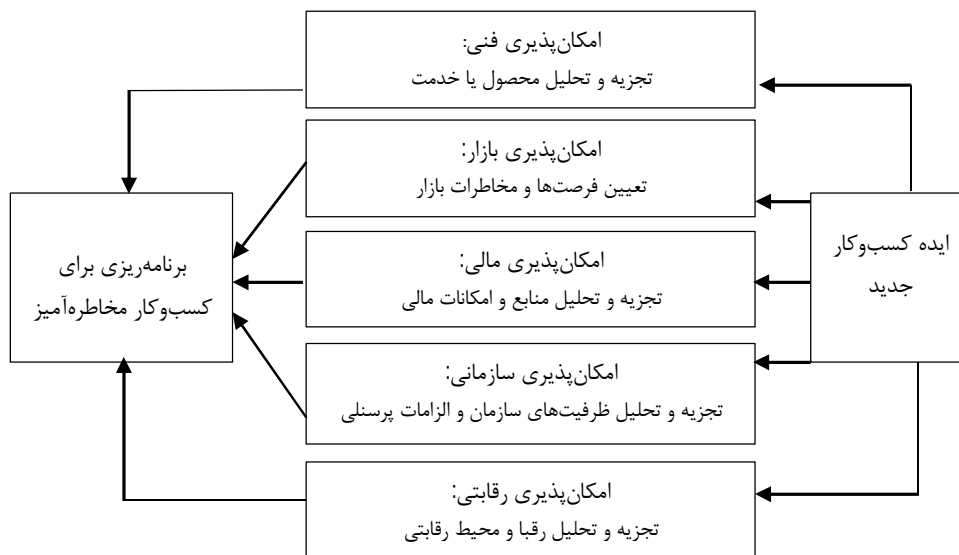 ایده کسب‌وکار
جدید
امکان‌پذیری فنی:
تجزیه و تحلیل محصول یا خدمت
امکان‌پذیری بازار:
تعیین فرصت‌ها و مخاطرات بازار
امکان‌پذیری مالی:
تجزیه و تحلیل منابع و امکانات مالی
امکان‌پذیری سازمانی:
تجزیه و تحلیل ظرفیت‌های سازمان و الزامات پرسنلی
امکان‌پذیری رقابتی:
تجزیه و تحلیل رقبا و محیط رقابتی
برنامه‌ریزی برای
کسب‌وکار مخاطره‌آمیز